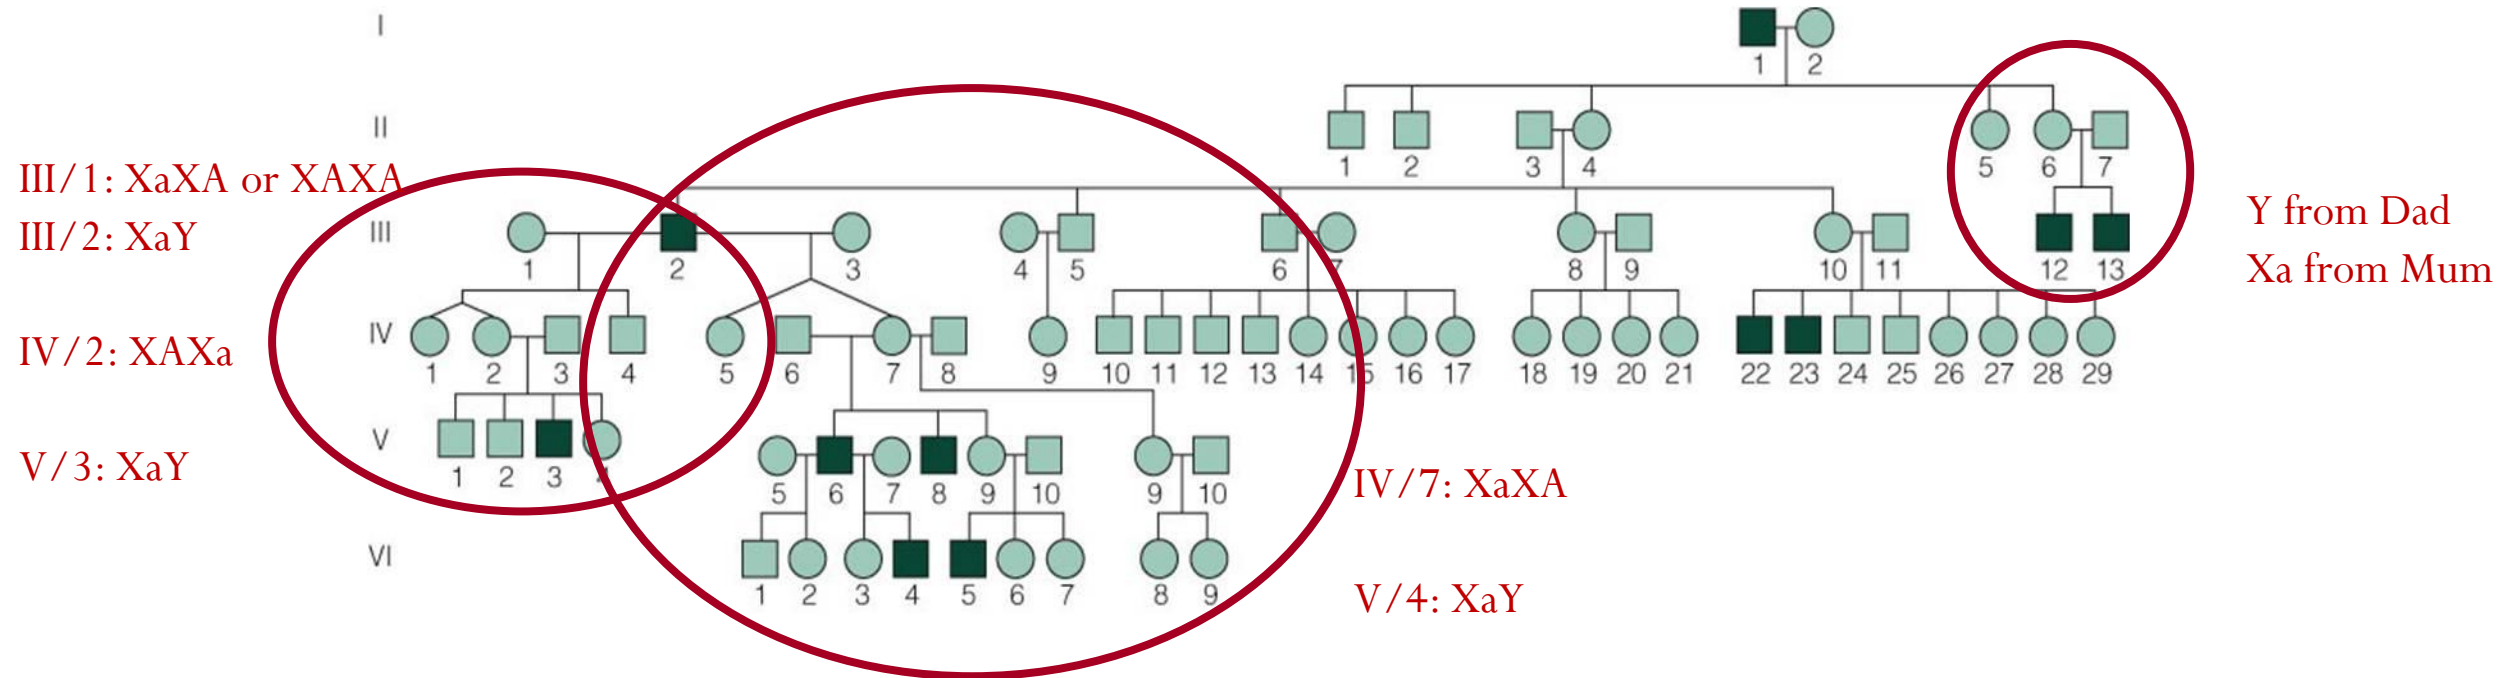 I
1 2
II
1 2 3 4 5 6 7
III/1: XaXA or XAXA
III/2: XaY
III
1 2 3 4 5 6 7 8 9 10 11 12 13
Y from Dad
Xa from Mum
IV/2: XAXa
IV
1 2 3 4 5 6 7 8 9 10 11 12 13 14 15 16 17 18 19 20 21 22 23 24 25 26 27 28 29
V/3: XaY
V
1 2 3 4
5 6 7 8 9 10 9 10
IV/7: XaXA
VI
1 2 3 4 5 6 7 8 9
V/4: XaY